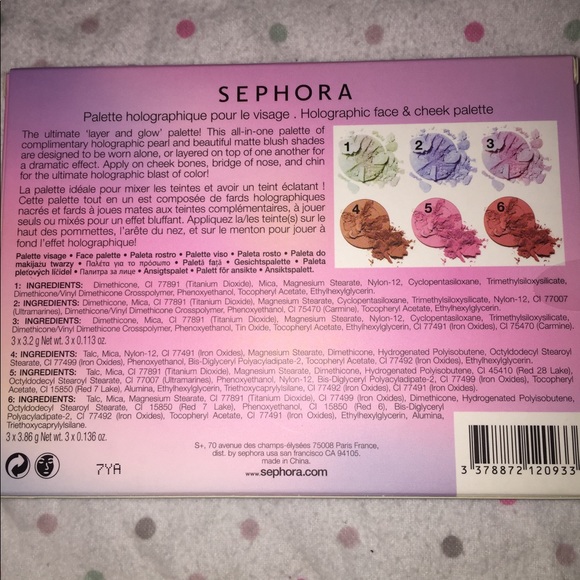 SEPHORA
Palette holographique pour le visage . Holographic face & cheek palette
The ultimate 'layer and glow' palette! This all-in-one palette of
complimentary holographic pearl and beautiful matte blush shades
are designed to be worn alone, or layered on top of one another for
a dramatic effect. Apply on cheek bones, bridge of nose, and chin
for the ultimate holographic blast of color!
La palette idéale pour mixer les teintes et avoir un teint éclatant !
Cette palette tout en un est composée de fards holographiques
nacrés et fards à joues mates aux teintes complémentaires, à jouer
seuls ou mixés pour un effet bluffant. Appliquez la/les teinte(s) sur le
haut des pommettes, l'arête du nez, et sur le menton pour jouer à
fond l'effet holographique!
1 2 3
4 5 6
Palette visage • Face palette • Paleta rostro • Palette viso • Paleta rosto • Paleta do
makijażu twarzy • Παλέτα για το πρόσωπο • Paletă față • Gesichtspalette • Paleta
pleťových líčidel • Палитра за лице • Ansigtspalet • Palett för ansikte • Ansiktspalett.
1: INGREDIENTS: Dimethicone, CI 77891 (Titanium Dioxide), Mica, Magnesium Stearate, Nylon-12, Cyclopentasiloxane, Trimethylsiloxysilicate,
Dimethicone/Vinyl Dimethicone Crosspolymer, Phenoxyethanol, Tocopheryl Acetate, Ethylhexylglycerin.
2: INGREDIENTS: Dimethicone, Mica, CI 77891 (Titanium Dioxide), Magnesium Stearate, Cyclopentasiloxane, Trimethylsiloxysilicate, Nylon-12, CI 77007
(Ultramarines), Dimethicone/Vinyl Dimethicone Crosspolymer, Phenoxyethanol, CI 75470 (Carmine), Tocopheryl Acetate, Ethylhexylglycerin.
3: INGREDIENTS: Dimethicone, Mica, CI 77891 (Titanium Dioxide), Magnesium Stearate, Nylon-12, Cyclopentasiloxane, Trimethylsiloxysilicate,
Dimethicone/Vinyl Dimethicone Crosspolymer, Phenoxyethanol, Tin Oxide, Tocopheryl Acetate, Ethylhexylglycerin, CI 77491 (Iron Oxides), CI 75470 (Carmine).
3 x 3.2 g Net wt. 3 x 0.113 oz.
4: INGREDIENTS: Talc, Mica, Nylon-12, CI 77491 (Iron Oxides), Magnesium Stearate, Dimethicone, Hydrogenated Polyisobutene, Octyldodecyl Stearoyl
Stearate, CI 77499 (Iron Oxides), Phenoxyethanol, Bis-Diglyceryl Polyacyladipate-2, CI 77492 (Iron Oxides), Tocopheryl Acetate, Ethylhexylglycerin.
5: INGREDIENTS: Talc, Mica, CI 77891 (Titanium Dioxide), Magnesium Stearate, Dimethicone, Hydrogenated Polyisobutene, CI 45410 (Red 28 Lake),
Octyldodecyl Stearoyl Stearate, CI 77007 (Ultramarines), Phenoxyethanol, Nylon-12, Bis-Diglyceryl Polyacyladipate-2, CI 77499 (Iron Oxides), Tocopheryl
Acetate, CI 15850 (Red 7 Lake), Alumina, Ethylhexylglycerin, Triethoxycaprylylsilane, CI 77492 (Iron Oxides), CI 77491 (Iron Oxides).
6: INGREDIENTS: Talc, Mica, Magnesium Stearate, CI 77891 (Titanium Dioxide), CI 77499 (Iron Oxides), Dimethicone, Hydrogenated
Polyisobutene, CI 15850 (Red 7 Lake), Octyldodecyl Stearoyl Stearate, Phenoxyethanol, CI 15850 (Red 6), Bis-Diglyceryl
Polyacyladipate-2, CI 77492 (Iron Oxides), CI 77491 (Iron Oxides), Tocopheryl Acetate, Ethylhexylglycerin, Alumina,
Triethoxycaprylylsilane.
3 x 3.86 g Net wt. 3 x 0.136 oz.
S+, 70 avenue des champs-élysées 75008 Paris France,
dist. by sephora usa san francisco CA 94105.
made in China.
www.sephora.com
7YA
3 378872 120933